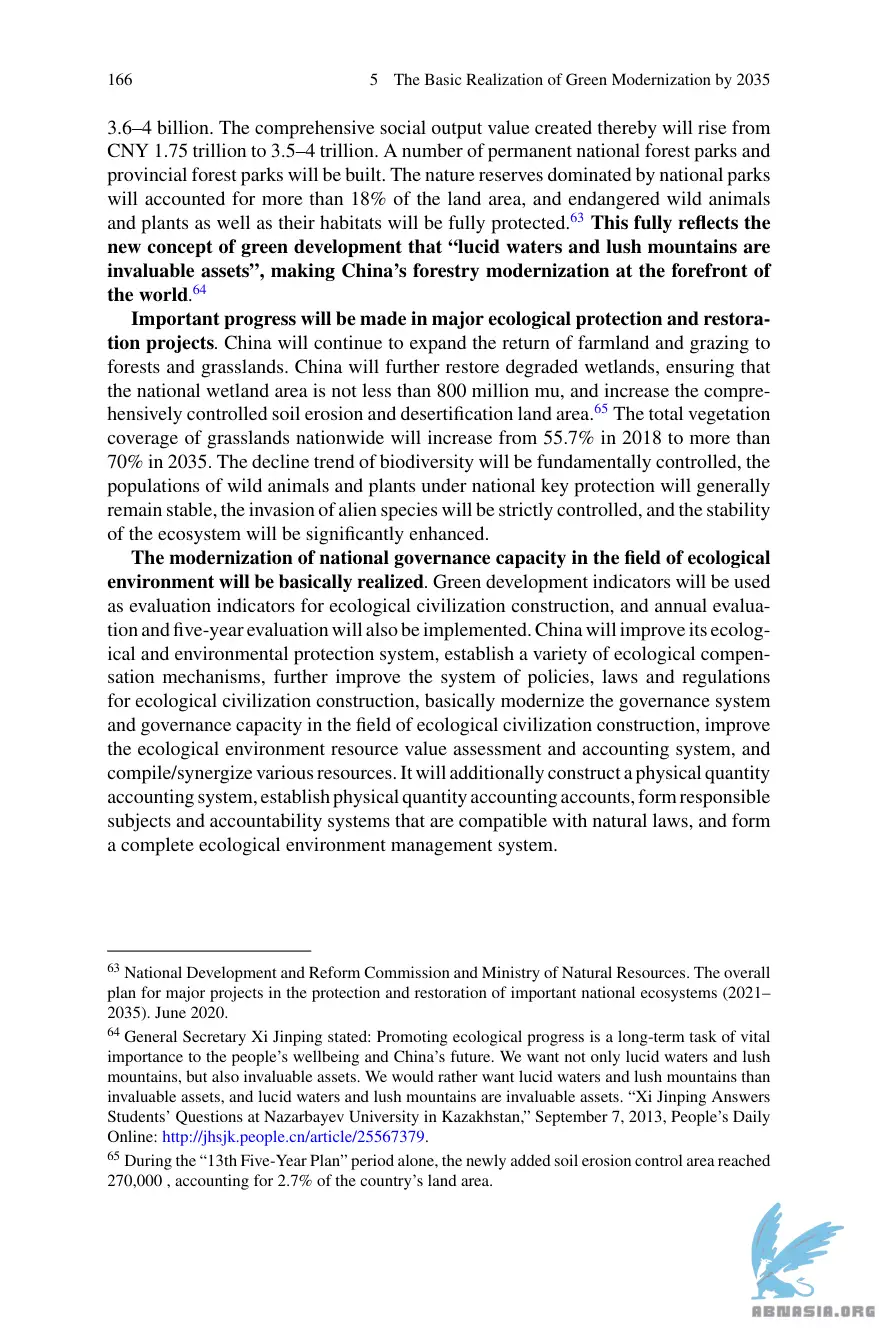 166 5 The Basic Realization of Green Modernization by 2035
3.6–4 billion. The comprehensive social output value created thereby will rise from
CNY 1.75 trillion to 3.5–4 trillion. A number of permanent national forest parks and
provincial forest parks will be built. The nature reserves dominated by national parks
will accounted for more than 18% of the land area, and endangered wild animals
and plants as well as their habitats will be fully protected.63 This fully reflects the
new concept of green development that “lucid waters and lush mountains are
invaluable assets”, making China’s forestry modernization at the forefront of
the world.64
Important progress will be made in major ecological protection and restora-
tion projects. China will continue to expand the return of farmland and grazing to
forests and grasslands. China will further restore degraded wetlands, ensuring that
the national wetland area is not less than 800 million mu, and increase the compre-
hensively controlled soil erosion and desertification land area.65 The total vegetation
coverage of grasslands nationwide will increase from 55.7% in 2018 to more than
70% in 2035. The decline trend of biodiversity will be fundamentally controlled, the
populations of wild animals and plants under national key protection will generally
remain stable, the invasion of alien species will be strictly controlled, and the stability
of the ecosystem will be significantly enhanced.
The modernization of national governance capacity in the field of ecological
environment will be basically realized. Green development indicators will be used
as evaluation indicators for ecological civilization construction, and annual evalua-
tion and five-year evaluation will also be implemented. China will improve its ecolog-
ical and environmental protection system, establish a variety of ecological compen-
sation mechanisms, further improve the system of policies, laws and regulations
for ecological civilization construction, basically modernize the governance system
and governance capacity in the field of ecological civilization construction, improve
the ecological environment resource value assessment and accounting system, and
compile/synergize various resources. It will additionally construct a physical quantity
accounting system, establish physical quantity accounting accounts, form responsible
subjects and accountability systems that are compatible with natural laws, and form
a complete ecological environment management system.
63 National Development and Reform Commission and Ministry of Natural Resources. The overall
plan for major projects in the protection and restoration of important national ecosystems (2021–
2035). June 2020.
64 General Secretary Xi Jinping stated: Promoting ecological progress is a long-term task of vital
importance to the people’s wellbeing and China’s future. We want not only lucid waters and lush
mountains, but also invaluable assets. We would rather want lucid waters and lush mountains than
invaluable assets, and lucid waters and lush mountains are invaluable assets. “Xi Jinping Answers
Students’ Questions at Nazarbayev University in Kazakhstan,” September 7, 2013, People’s Daily
Online: http://jhsjk.people.cn/article/25567379.
65 During the “13th Five-Year Plan” period alone, the newly added soil erosion control area reached
270,000 , accounting for 2.7% of the country’s land area.
ABNASIA.ORG